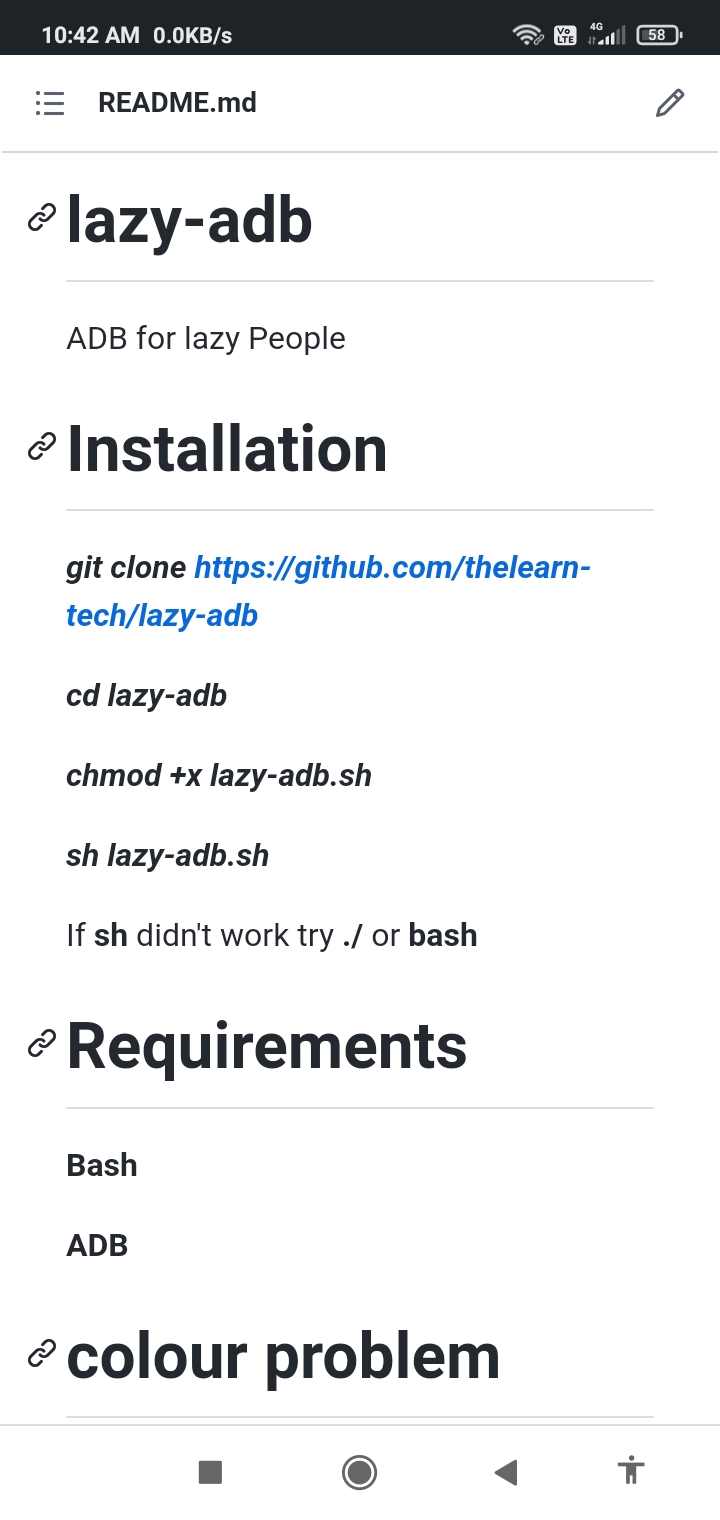 10:42 AM 0.0KB/s
Vo LTE 4G 58
README.md
lazy-adb
ADB for lazy People
Installation
git clone https://github.com/thelearn-
tech/lazy-adb
cd lazy-adb
chmod +x lazy-adb.sh
sh lazy-adb.sh
If sh didn't work try ./ or bash
Requirements
Bash
ADB
colour problem